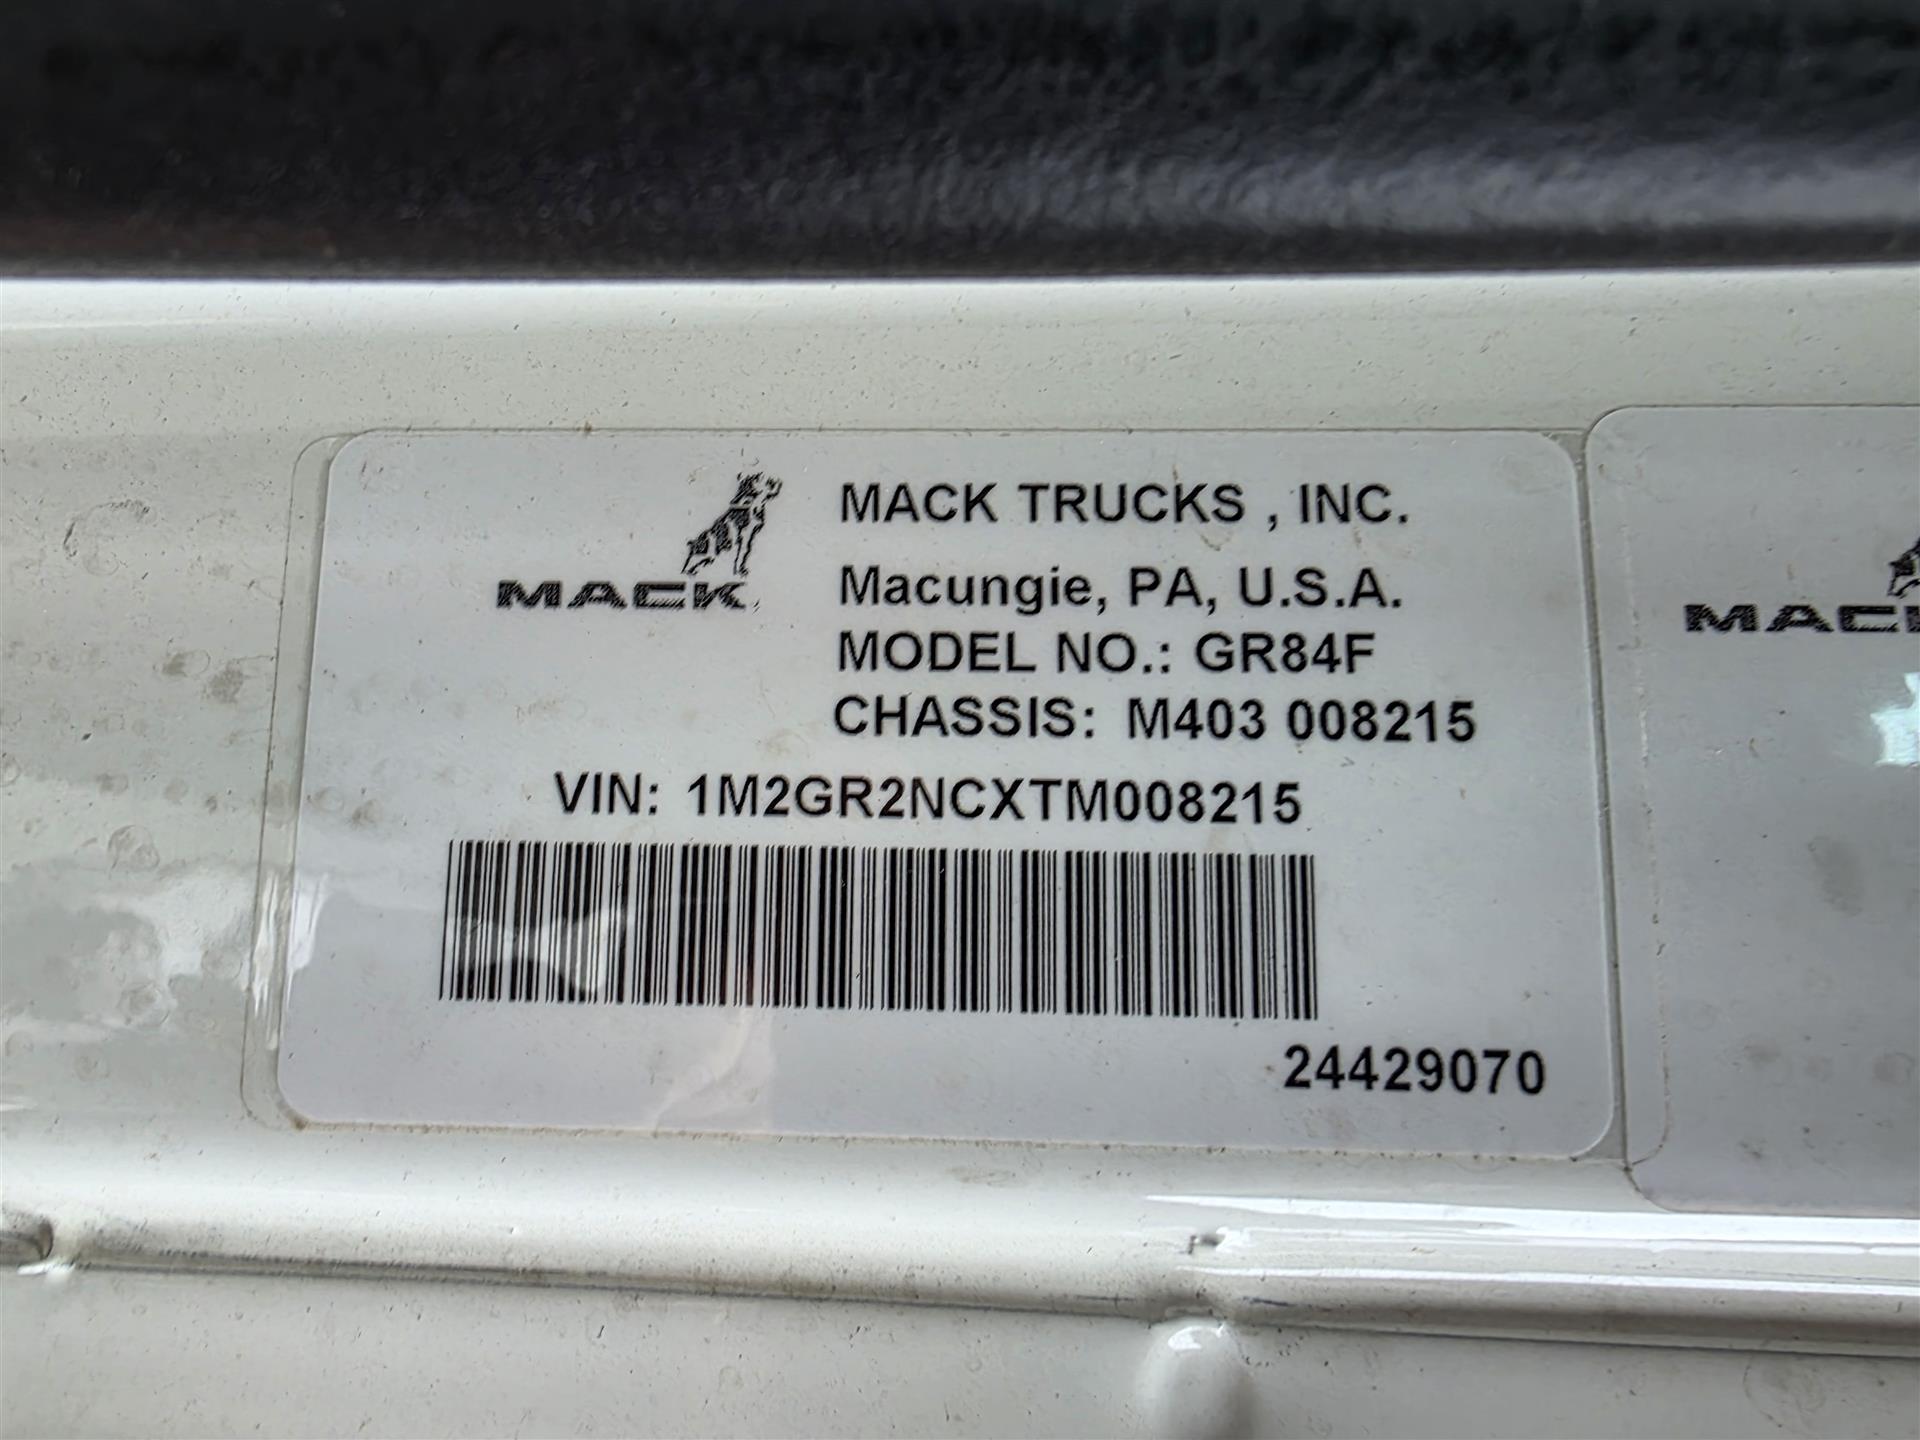 MACK
MACK TRUCKS , INC.
Macungie, PA, U.S.A.
MODEL NO.: GR84F
CHASSIS: M403 008215
VIN: 1M2GR2NCXTM008215
24429070